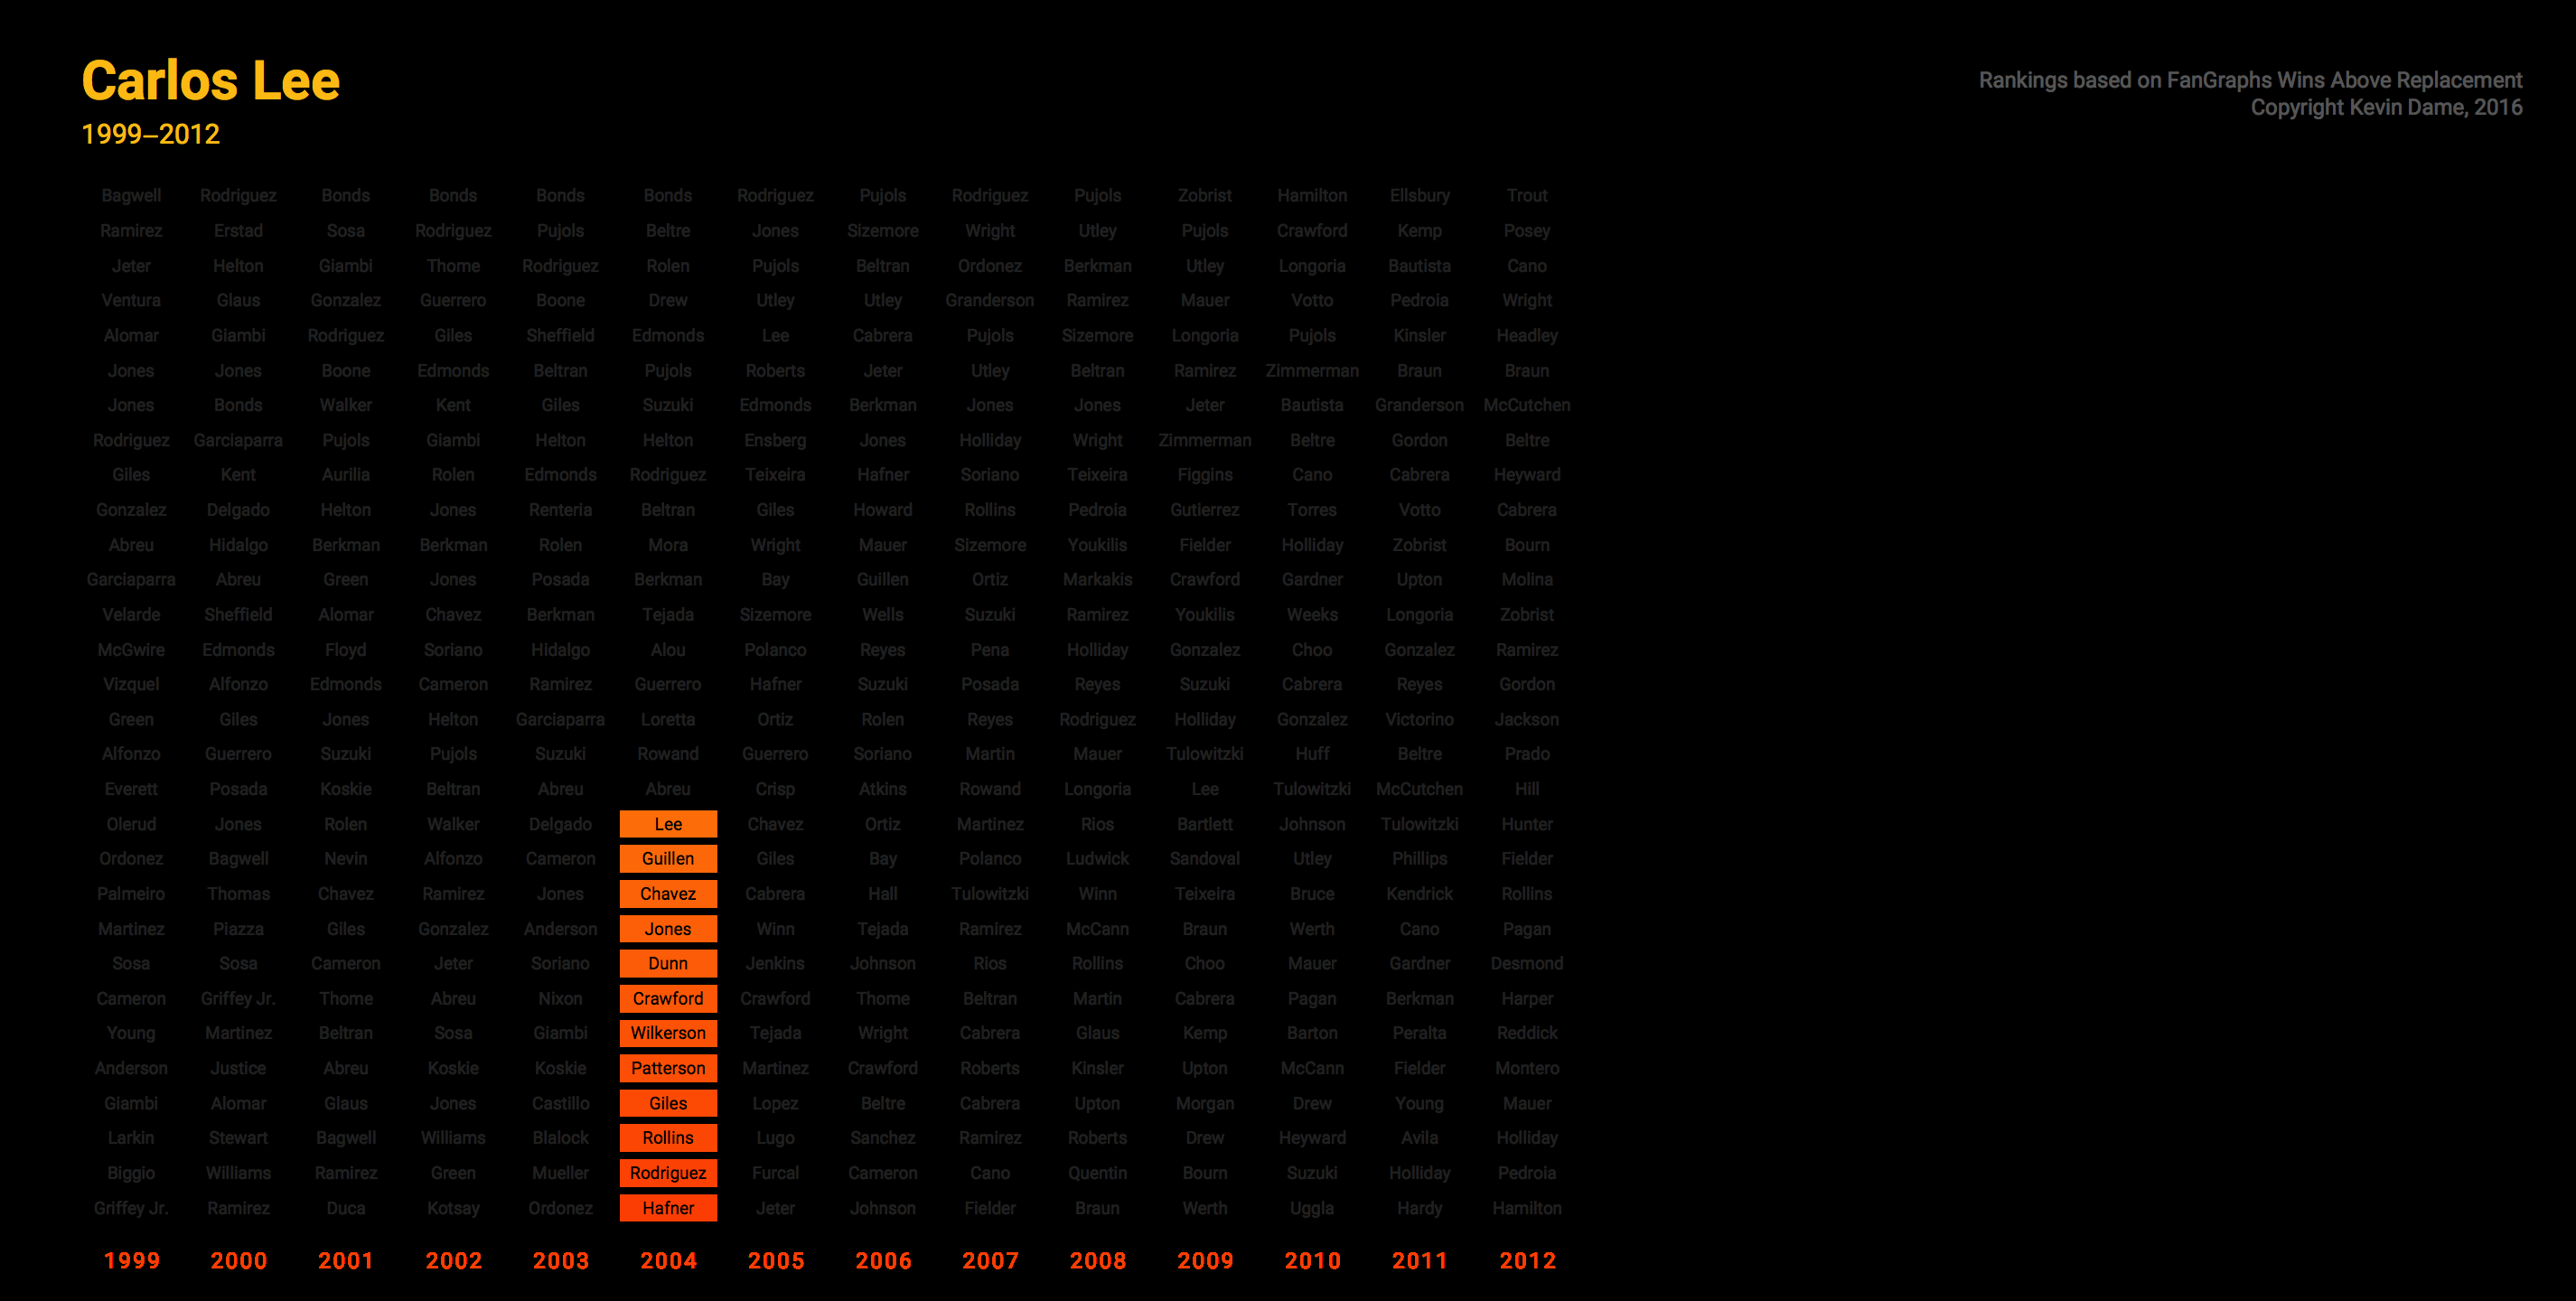 Carlos Lee
1999–2012
Rankings based on FanGraphs Wins Above Replacement
Copyright Kevin Dame, 2016
Bagwell Rodriguez Bonds Bonds Bonds Bonds Rodriguez Pujols Rodriguez Pujols Zobrist Hamilton Ellsbury Trout
Ramirez Erstad Sosa Rodriguez Pujols Beltre Jones Sizemore Wright Utley Pujols Crawford Kemp Posey
Jeter Helton Giambi Thome Rodriguez Rolen Pujols Beltran Ordonez Berkman Utley Longoria Bautista Cano
Ventura Glaus Gonzalez Guerrero Boone Drew Utley Utley Granderson Ramirez Mauer Votto Pedroia Wright
Alomar Giambi Rodriguez Giles Sheffield Edmonds Lee Cabrera Pujols Sizemore Longoria Pujols Kinsler Headley
Jones Jones Boone Edmonds Beltran Pujols Roberts Jeter Utley Beltran Ramirez Zimmerman Braun Braun
Jones Bonds Walker Kent Giles Suzuki Edmonds Berkman Jones Jones Jeter Bautista Granderson McCutchen
Rodriguez Garciaparra Pujols Giambi Helton Helton Ensberg Jones Holliday Wright Zimmerman Beltre Gordon Beltre
Giles Kent Aurilia Rolen Edmonds Rodriguez Teixeira Hafner Soriano Teixeira Figgins Cano Cabrera Heyward
Gonzalez Delgado Helton Jones Renteria Beltran Giles Howard Rollins Pedroia Gutierrez Torres Votto Cabrera
Abreu Hidalgo Berkman Berkman Rolen Mora Wright Mauer Sizemore Youkilis Fielder Holliday Zobrist Bourn
Garciaparra Abreu Green Jones Posada Berkman Bay Guillen Ortiz Markakis Crawford Gardner Upton Molina
Velarde Sheffield Alomar Chavez Berkman Tejada Sizemore Wells Suzuki Ramirez Youkilis Weeks Longoria Zobrist
McGwire Edmonds Floyd Soriano Hidalgo Alou Polanco Reyes Pena Holliday Gonzalez Choo Gonzalez Ramirez
Vizquel Alfonzo Edmonds Cameron Ramirez Guerrero Hafner Suzuki Posada Reyes Suzuki Cabrera Reyes Gordon
Green Giles Jones Helton Garciaparra Loretta Ortiz Rolen Reyes Rodriguez Holliday Gonzalez Victorino Jackson
Alfonzo Guerrero Suzuki Pujols Suzuki Rowand Guerrero Soriano Martin Mauer Tulowitzki Huff Beltre Prado
Everett Posada Koskie Beltran Abreu Abreu Crisp Atkins Rowand Longoria Lee Tulowitzki McCutchen Hill
Olerud Jones Rolen Walker Delgado Lee Chavez Ortiz Martinez Rios Bartlett Johnson Tulowitzki Hunter
Ordonez Bagwell Nevin Alfonzo Cameron Guillen Giles Bay Polanco Ludwick Sandoval Utley Phillips Fielder
Palmeiro Thomas Chavez Ramirez Jones Chavez Cabrera Hall Tulowitzki Winn Teixeira Bruce Kendrick Rollins
Martinez Piazza Giles Gonzalez Anderson Jones Winn Tejada Ramirez McCann Braun Werth Cano Pagan
Sosa Sosa Cameron Jeter Soriano Dunn Jenkins Johnson Rios Rollins Choo Mauer Gardner Desmond
Cameron Griffey Jr. Thome Abreu Nixon Crawford Crawford Thome Beltran Martin Cabrera Pagan Berkman Harper
Young Martinez Beltran Sosa Giambi Wilkerson Tejada Wright Cabrera Glaus Kemp Barton Peralta Reddick
Anderson Justice Abreu Koskie Koskie Patterson Martinez Crawford Roberts Kinsler Upton McCann Fielder Montero
Giambi Alomar Glaus Jones Castillo Giles Lopez Beltre Cabrera Upton Morgan Drew Young Mauer
Larkin Stewart Bagwell Williams Blalock Rollins Lugo Sanchez Ramirez Roberts Drew Heyward Avila Holliday
Biggio Williams Ramirez Green Mueller Rodriguez Furcal Cameron Cano Quentin Bourn Suzuki Holliday Pedroia
Griffey Jr. Ramirez Duca Kotsay Ordonez Hafner Jeter Johnson Fielder Braun Werth Uggla Hardy Hamilton
1999 2000 2001 2002 2003 2004 2005 2006 2007 2008 2009 2010 2011 2012